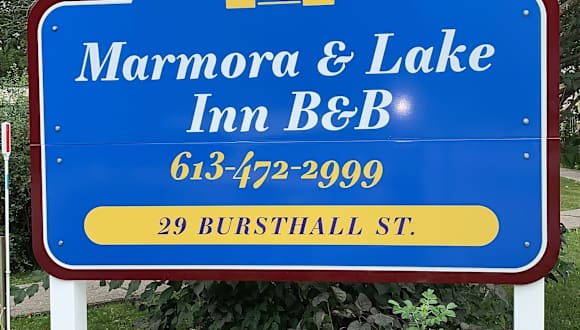 Marmora & Lake
Inn B&B
613-472-2999
29 BURSTHALL ST.